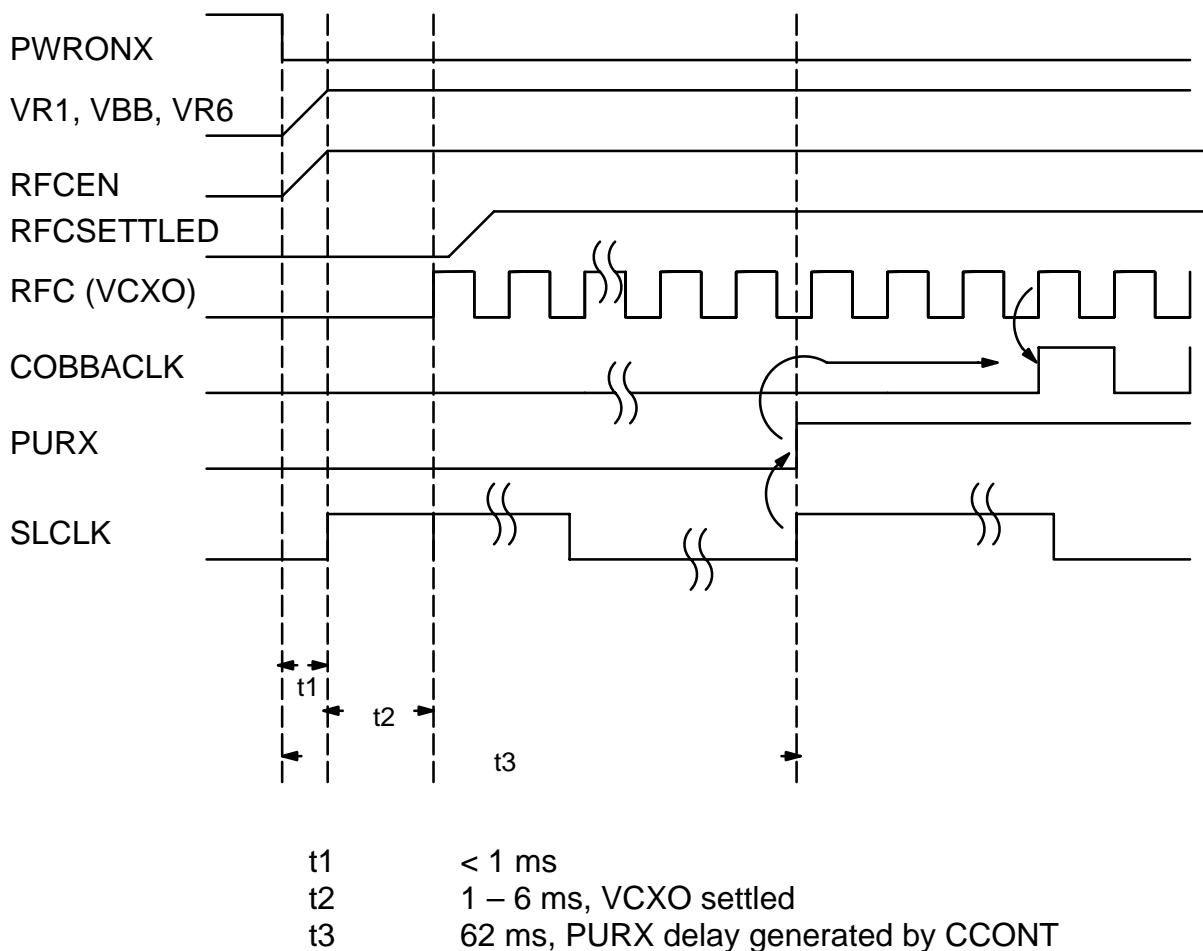 PWRONX
VR1, VBB, VR6
RFCEN
RFCSETTLED
RFC (VCXO)
COBBACLK
PURX
SLCLK
t1
t2
t3
t1 < 1 ms
t2 1 – 6 ms, VCXO settled
t3 62 ms, PURX delay generated by CCONT